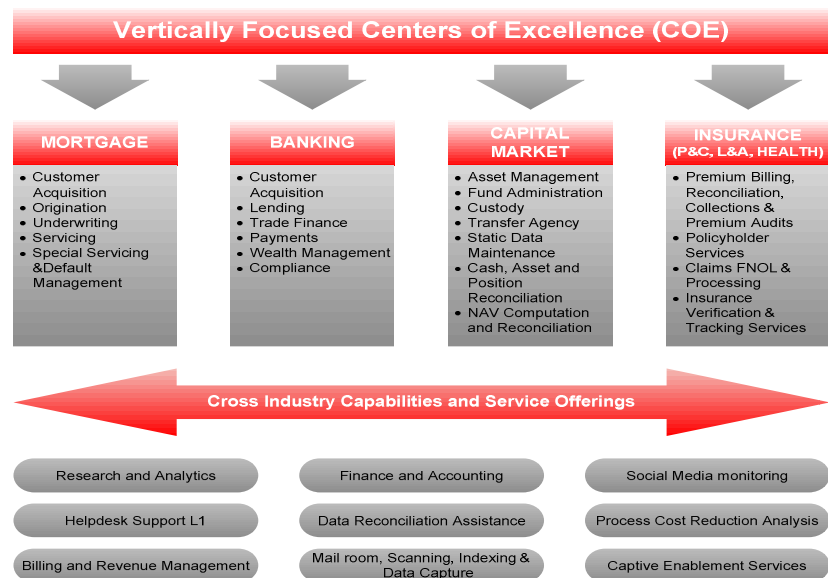 Vertically Focused Centers of Excellence (COE)
MORTGAGE
• Customer
Acquisition
• Origination
• Underwriting
• Servicing
• Special Servicing
&Default
Management
BANKING
• Customer
Acquisition
• Lending
• Trade Finance
• Payments
• Wealth Management
• Compliance
CAPITAL
MARKET
• Asset Management
• Fund Administration
• Custody
• Transfer Agency
• Static Data
Maintenance
• Cash, Asset and
Position
Reconciliation
• NAV Computation
and Reconciliation
INSURANCE
(P&C, L&A, HEALTH)
• Premium Billing,
Reconciliation,
Collections &
Premium Audits
• Policyholder
Services
• Claims FNOL &
Processing
• Insurance
Verification &
Tracking Services
Cross Industry Capabilities and Service Offerings
Research and Analytics
Finance and Accounting
Social Media monitoring
Helpdesk Support L1
Data Reconciliation Assistance
Process Cost Reduction Analysis
Billing and Revenue Management
Mail room, Scanning, Indexing &
Data Capture
Captive Enablement Services